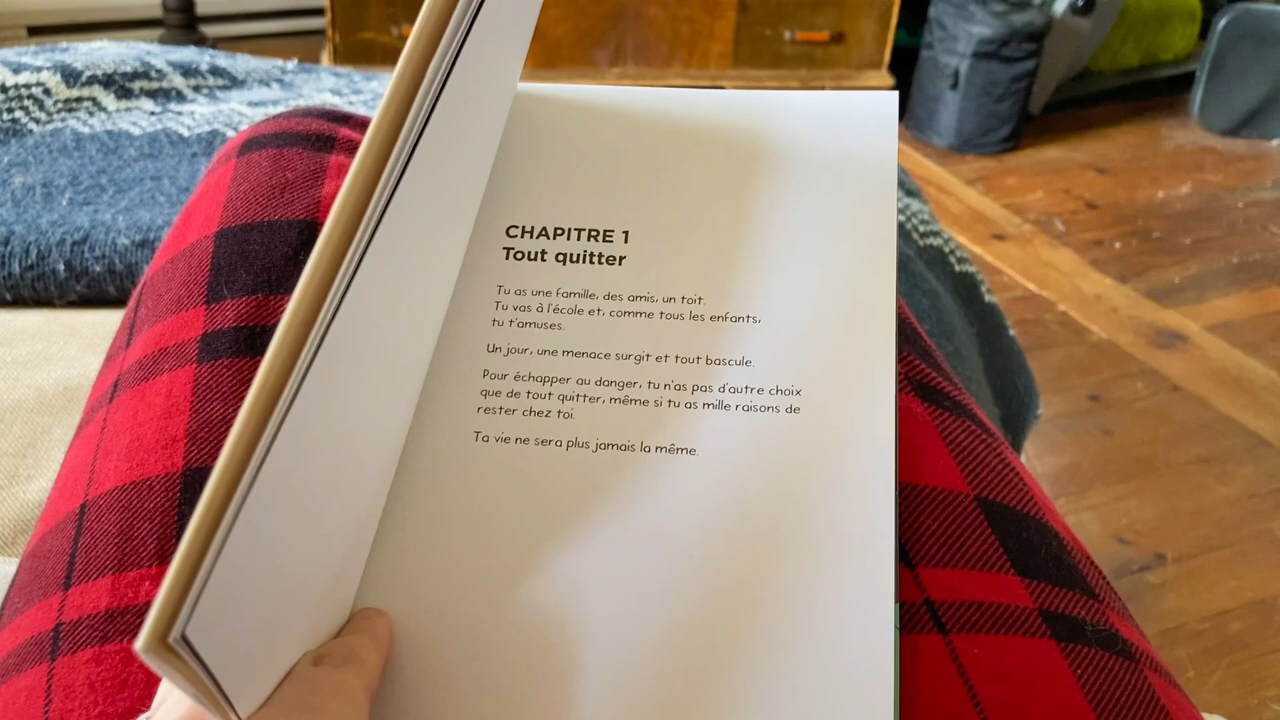 CHAPITRE 1
Tout quitter
Tu as une famille, des amis, un toit.
Tu vas à l'école et, comme tous les enfants,
tu t'amuses.
Un jour, une menace surgit et tout bascule.
Pour échapper au danger, tu n'as pas d'autre choix
que de tout quitter, même si tu as mille raisons de
rester chez toi.
Ta vie ne sera plus jamais la même.